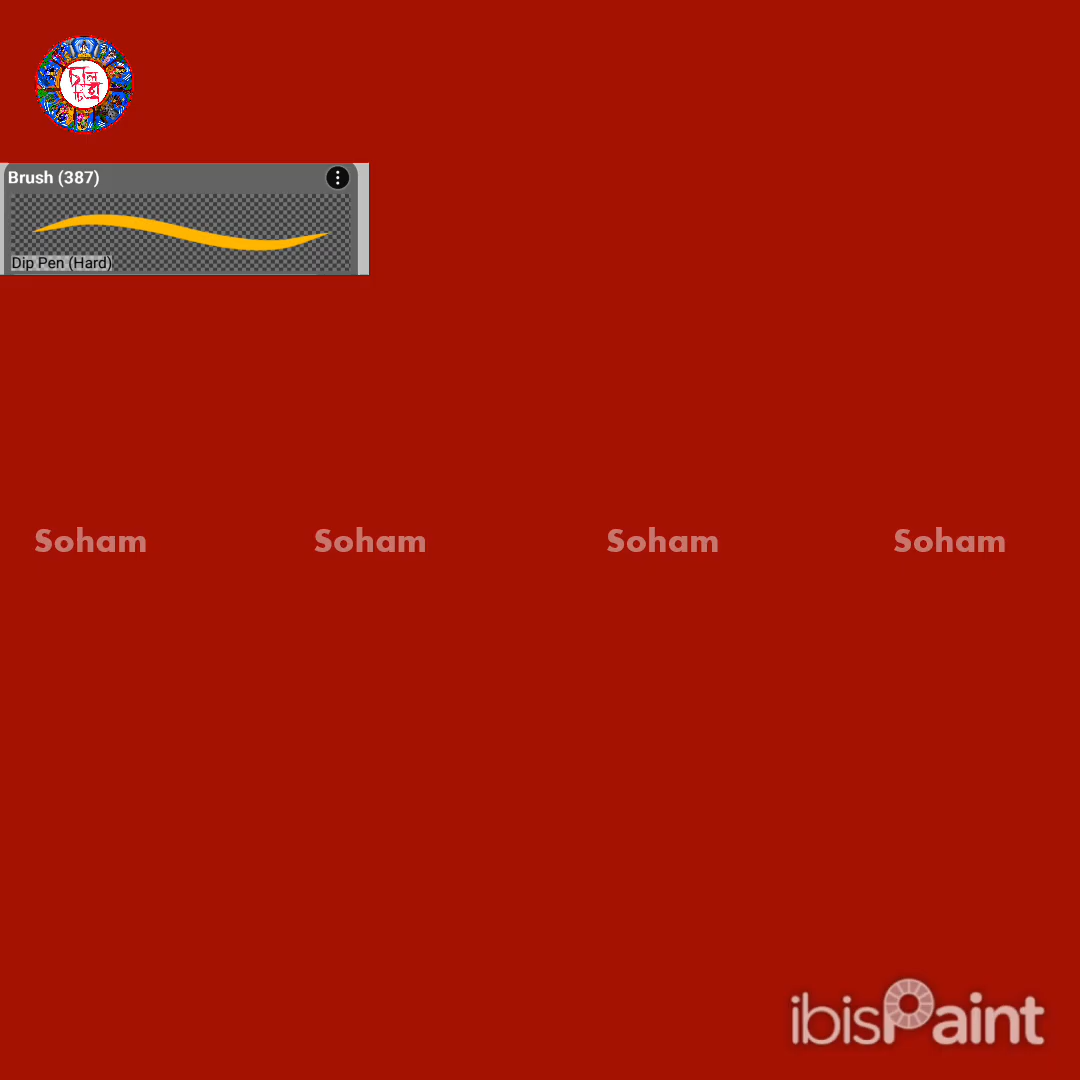 চাল
চিত্র
Brush (387)
Dip Pen (Hard)
Soham Soham Soham Soham
ibisPaint